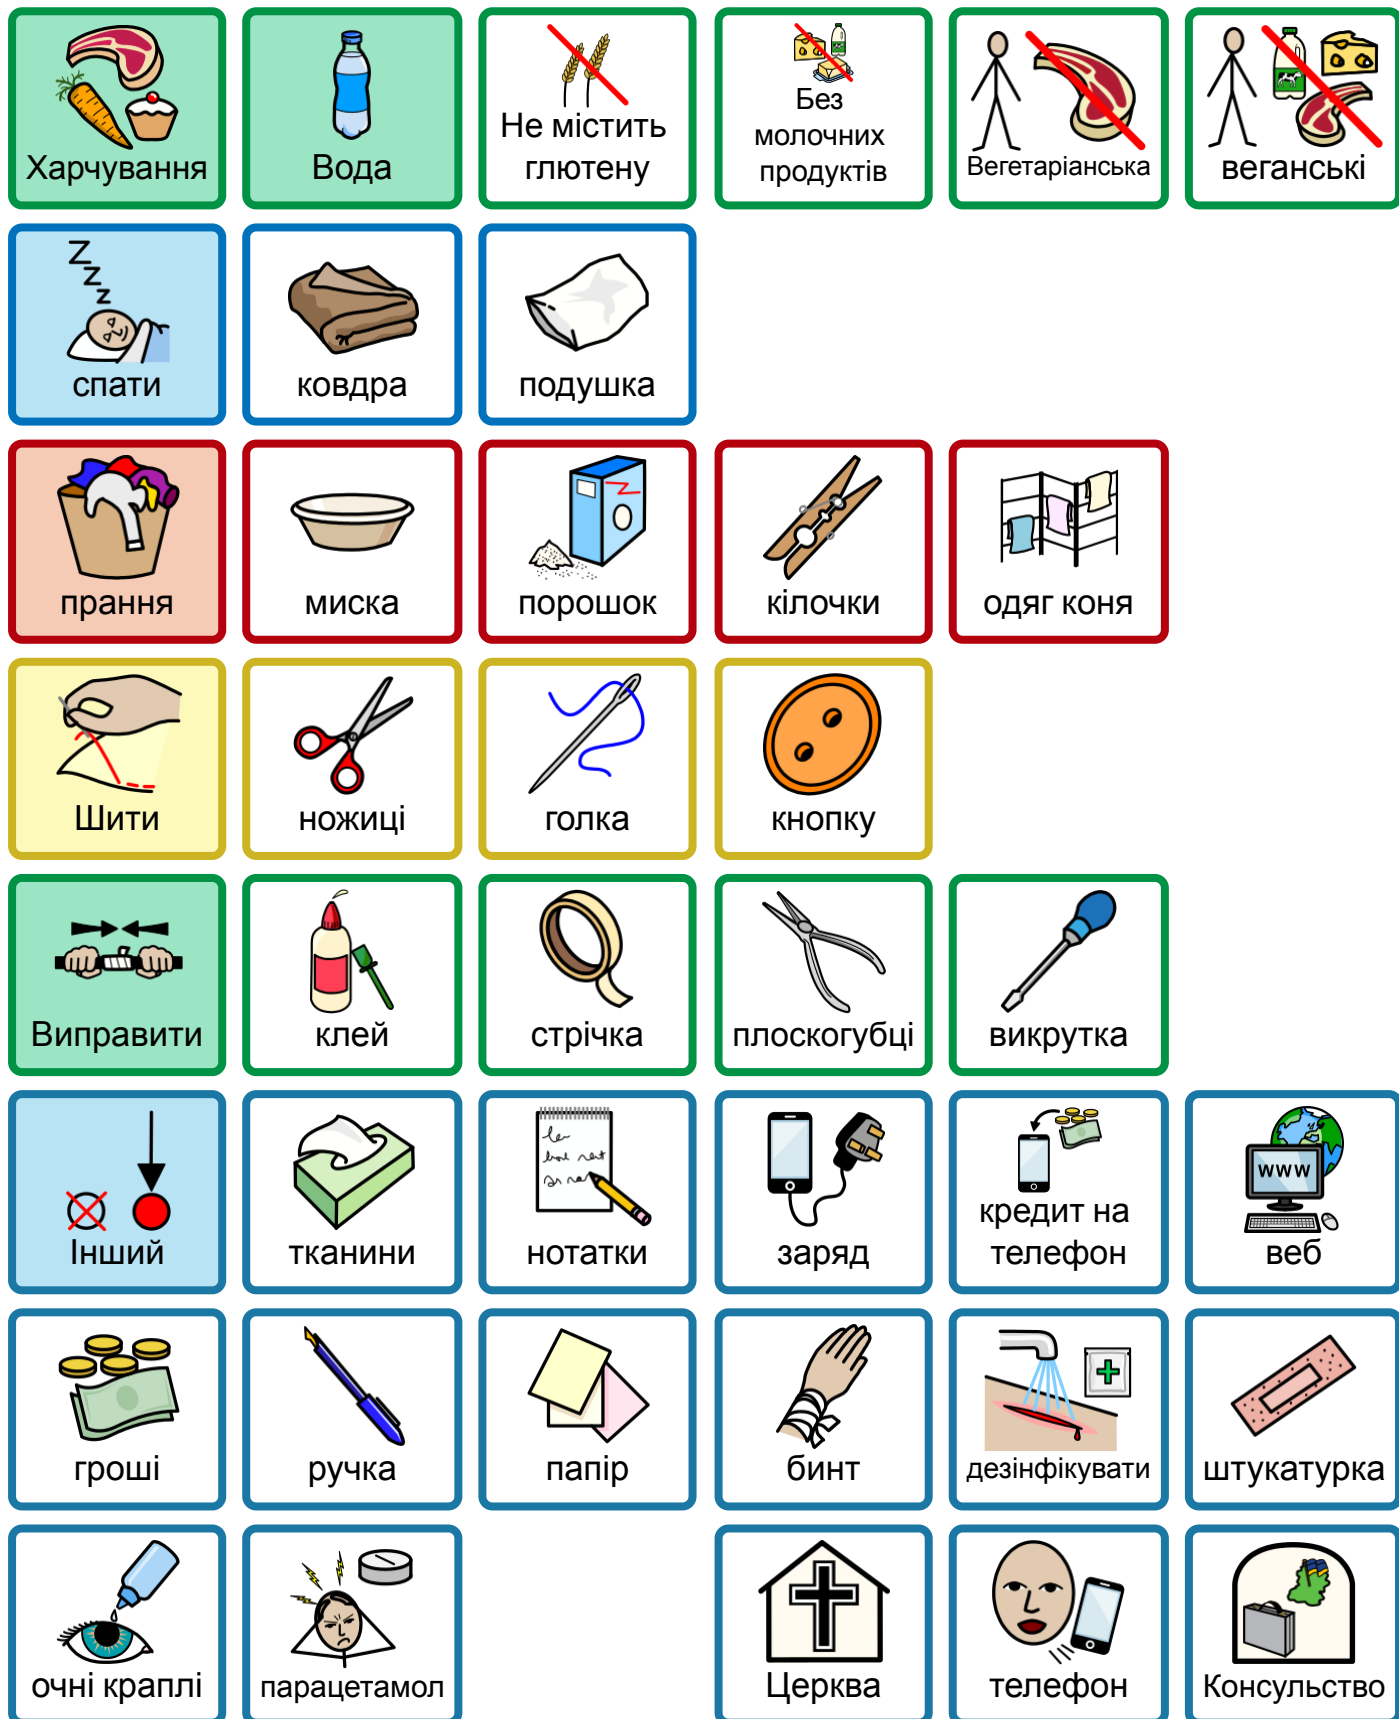 Харчування
Вода
Не містить
глютену
Без
молочних
продуктів
Вегетаріанська
веганські
спати
ковдра
подушка
прання
миска
порошок
кілочки
одяг коня
Шити
ножиці
голка
кнопку
Виправити
клей
стрічка
плоскогубці
викрутка
Інший
тканини
нотатки
заряд
кредит на
телефон
www
веб
гроші
ручка
папір
бинт
дезінфікувати
штукатурка
очні краплі
парацетамол
Церква
телефон
Консульство